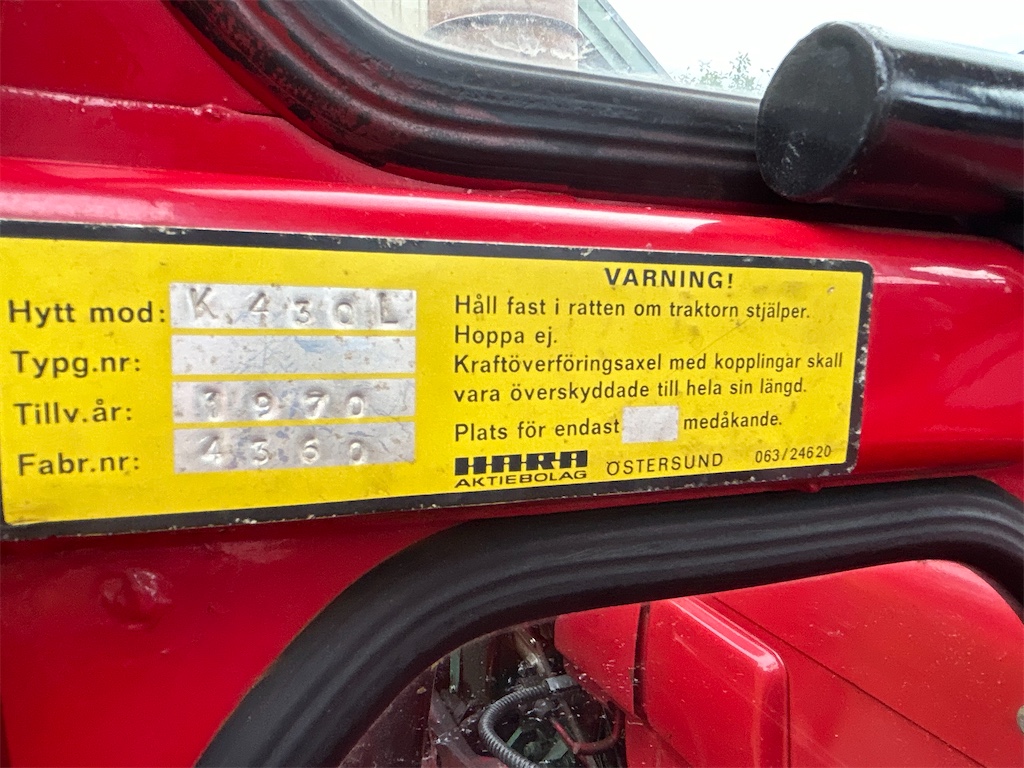 Hytt mod: K.430L
Typg.nr:
Tillv.år: 1970
Fabr.nr: 4360
VARNING!
Håll fast i ratten om traktorn stjälper.
Hoppa ej.
Kraftöverföringsaxel med kopplingar skall
vara överskyddade till hela sin längd.
Plats för endast medåkande.
HARA
AKTIEBOLAG ÖSTERSUND 063/24620